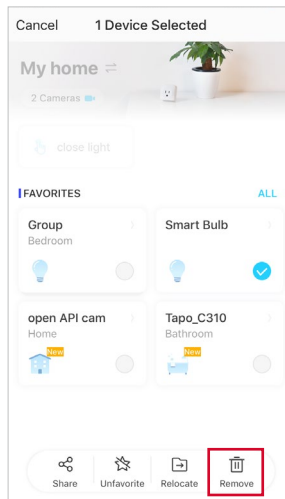 Cancel 1 Device Selected
My home
2 Cameras
close light
FAVORITES ALL
Group Smart Bulb
Bedroom
open API cam Tapo_C310
Home Bathroom
New New
Share Unfavorite Relocate Remove